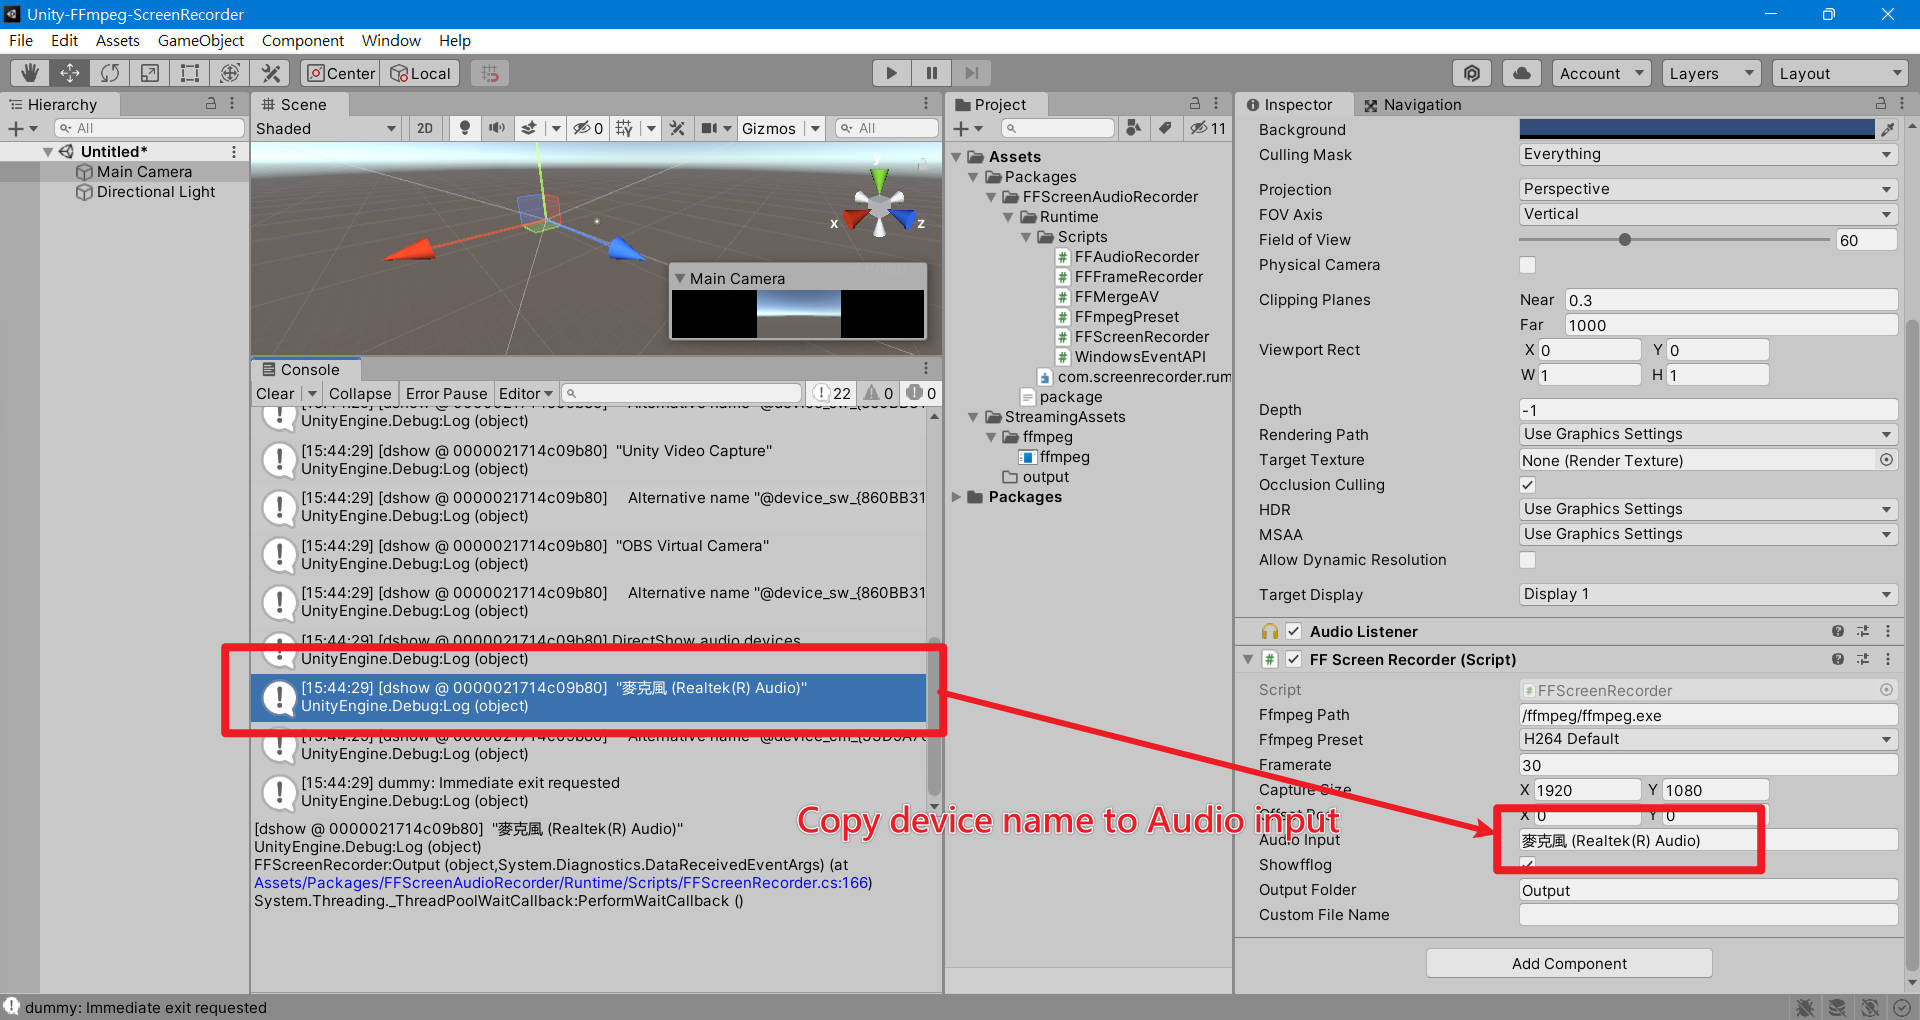 Unity-FFmpeg-ScreenRecorder
File Edit Assets GameObject Component Window Help
Center Local
Account Layers Layout
Hierarchy
All
Untitled*
Main Camera
Directional Light
Scene
Shaded 2D 0 Gizmos All
y
x z
Main Camera
Console
Clear Collapse Error Pause Editor 22 0 0
UnityEngine.Debug:Log (object)
[15:44:29] [dshow @ 0000021714c09b80] "Unity Video Capture"
UnityEngine.Debug:Log (object)
[15:44:29] [dshow @ 0000021714c09b80] Alternative name "@device_sw_{860BB31
UnityEngine.Debug:Log (object)
[15:44:29] [dshow @ 0000021714c09b80] "OBS Virtual Camera"
UnityEngine.Debug:Log (object)
[15:44:29] [dshow @ 0000021714c09b80] Alternative name "@device_sw_{860BB31
UnityEngine.Debug:Log (object)
[15:44:29] [dshow @ 0000021714c09b80] DirectShow audio devices
UnityEngine.Debug:Log (object)
[15:44:29] [dshow @ 0000021714c09b80] "麥克風 (Realtek(R) Audio)"
UnityEngine.Debug:Log (object)
UnityEngine.Debug:Log (object)
[15:44:29] dummy: Immediate exit requested
UnityEngine.Debug:Log (object)
[dshow @ 0000021714c09b80] "麥克風 (Realtek(R) Audio)"
UnityEngine.Debug:Log (object)
FFScreenRecorder:Output (object,System.Diagnostics.DataReceivedEventArgs) (at
Assets/Packages/FFScreenAudioRecorder/Runtime/Scripts/FFScreenRecorder.cs:166)
System.Threading._ThreadPoolWaitCallback:PerformWaitCallback ()
Copy device name to Audio input
Project
11
Assets
Packages
FFScreenAudioRecorder
Runtime
Scripts
FFAudioRecorder
FFFrameRecorder
FFMergeAV
FFmpegPreset
FFScreenRecorder
WindowsEventAPI
com.screenrecorder.rum
package
StreamingAssets
ffmpeg
ffmpeg
output
Packages
Inspector Navigation
Background
Culling Mask Everything
Projection Perspective
FOV Axis Vertical
Field of View 60
Physical Camera
Clipping Planes Near 0.3
Far 1000
Viewport Rect X 0 Y 0
W 1 H 1
Depth -1
Rendering Path Use Graphics Settings
Target Texture None (Render Texture)
Occlusion Culling
HDR Use Graphics Settings
MSAA Use Graphics Settings
Allow Dynamic Resolution
Target Display Display 1
Audio Listener
FF Screen Recorder (Script)
Script FFScreenRecorder
Ffmpeg Path /ffmpeg/ffmpeg.exe
Ffmpeg Preset H264 Default
Framerate 30
Capture Size X 1920 Y 1080
X 0 Y 0
Audio Input 麥克風 (Realtek(R) Audio)
Showfflog
Output Folder Output
Custom File Name
Add Component
dummy: Immediate exit requested